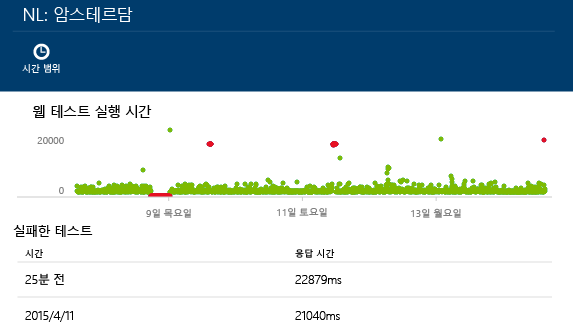 NL: 암스테르담
시간 범위
웹 테스트 실행 시간
20000
0
9일 목요일 11일 토요일 13일 월요일
실패한 테스트
시간 응답 시간
25분 전 22879ms
2015/4/11 21040ms